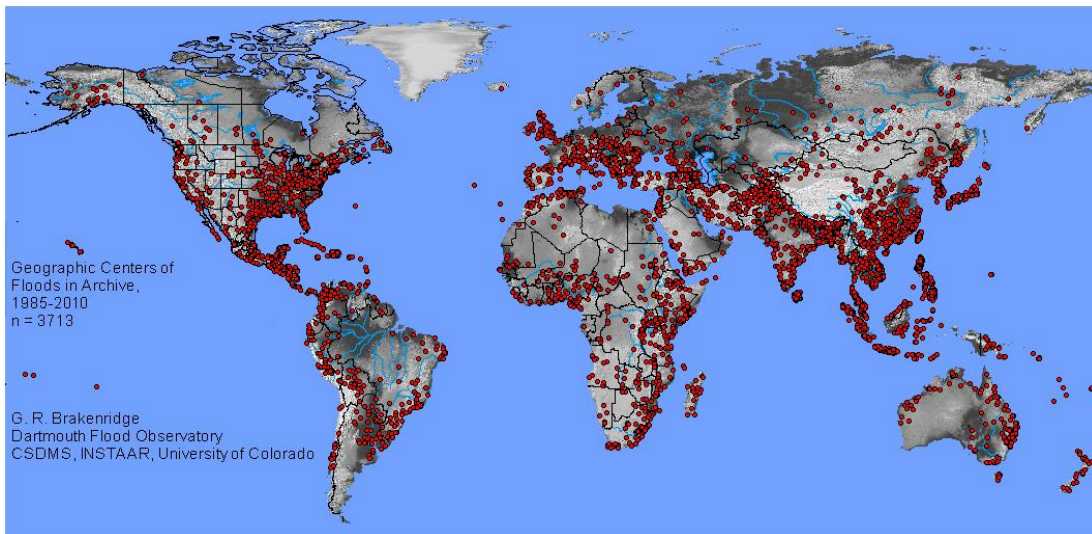 Geographic Centers of
Floods in Archive,
1985-2010
n = 3713
G. R. Brakenridge
Dartmouth Flood Observatory
CSDMS, INSTAAR, University of Colorado